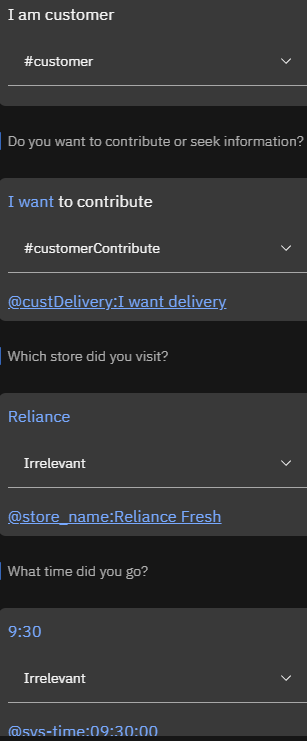 I am customer
#customer
Do you want to contribute or seek information?
I want to contribute
#customerContribute
@custDelivery:I want delivery
Which store did you visit?
Reliance
Irrelevant
@store_name:Reliance Fresh
What time did you go?
9:30
Irrelevant
@sys-time:09:30:00